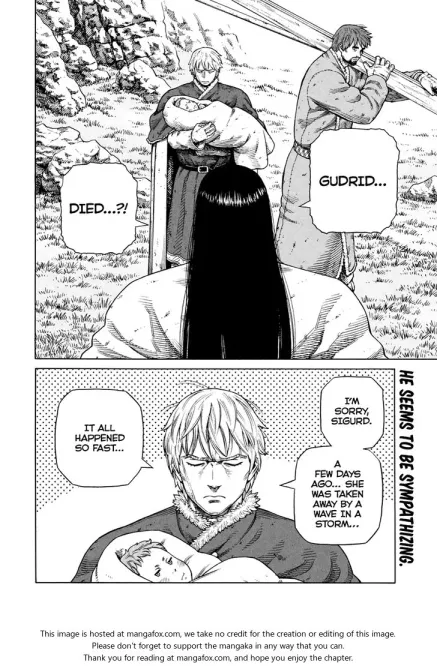 GUDRID...
DIED...?!
HE SEEMS TO BE SYMPATHIZING.
I'M
SORRY,
SIGURD.
A
FEW DAYS
AGO... SHE
WAS TAKEN
AWAY BY A
WAVE IN A
STORM...
IT ALL
HAPPENED
SO FAST...
This image is hosted at mangafox.com, we take no credit for the creation or editing of this image.
Please don't forget to support the mangaka in any way that you can.
Thank you for reading at mangafox.com, and hope you enjoy the chapter.